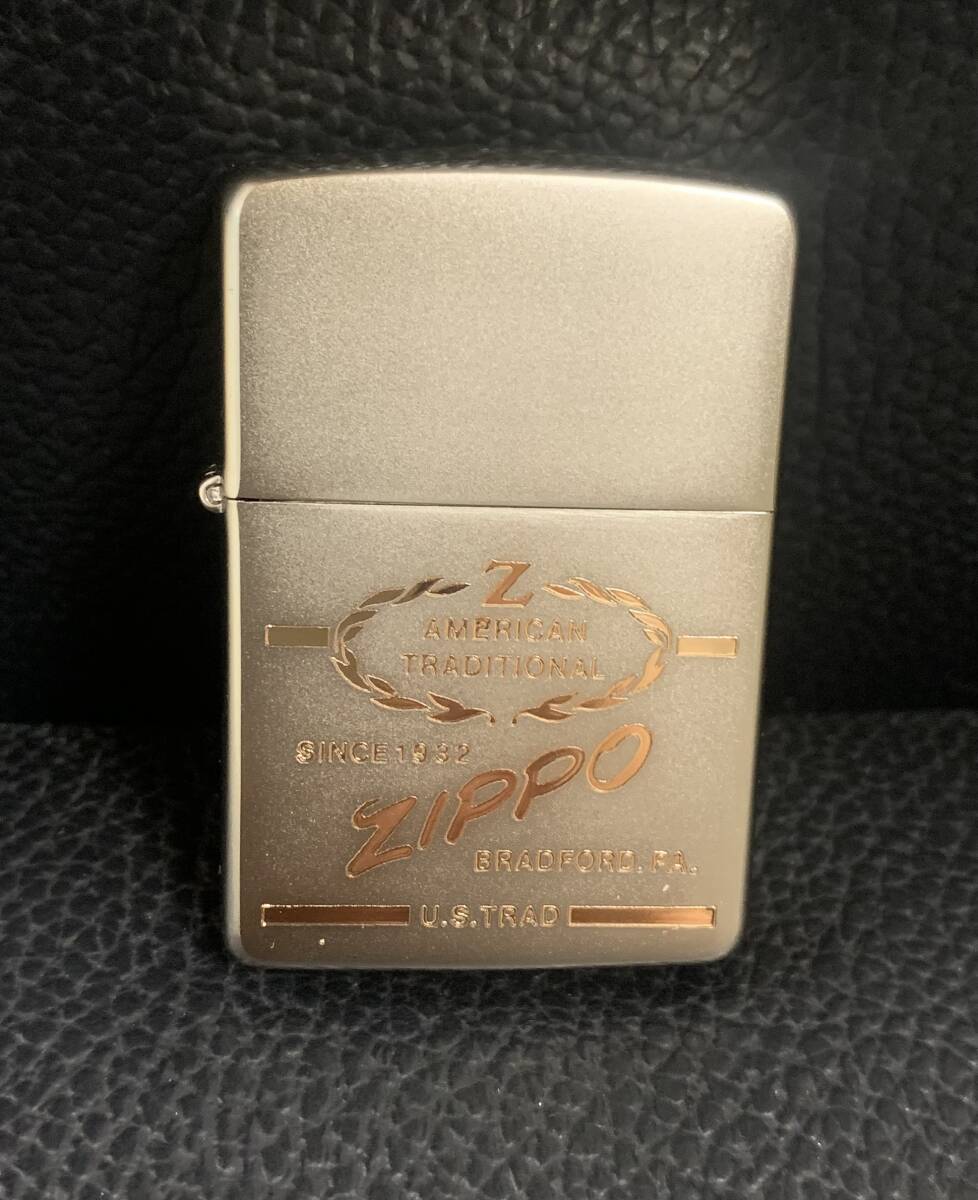 Z
AMERICAN
TRADITIONAL
SINCE 1932
ZIPPO
BRADFORD, PA.
U.S. TRAD